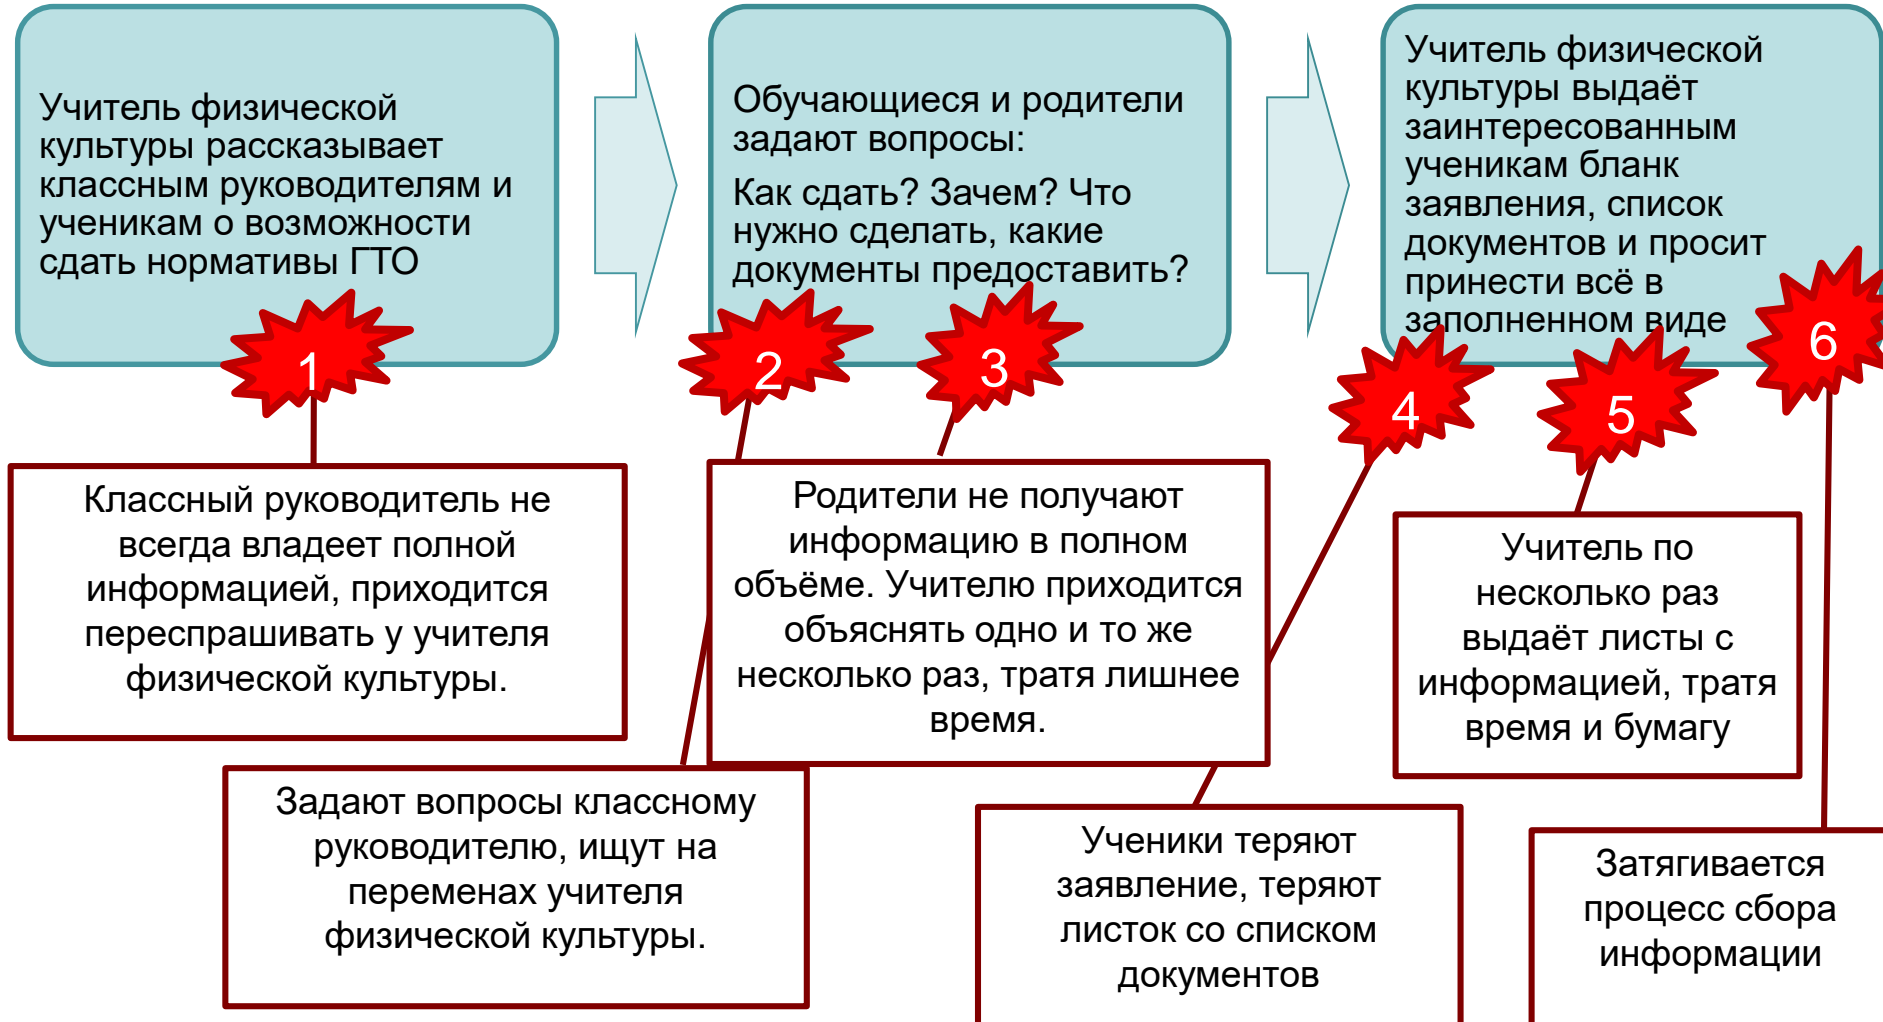 Учитель физической
культуры рассказывает
классным руководителям и
ученикам о возможности
сдать нормативы ГТО
Обучающиеся и родители
задают вопросы:
Как сдать? Зачем? Что
нужно сделать, какие
документы предоставить?
Учитель физической
культуры выдаёт
заинтересованным
ученикам бланк
заявления, список
документов и просит
принести всё в
заполненном виде
1
2
3
4
5
6
Классный руководитель не
всегда владеет полной
информацией, приходится
переспрашивать у учителя
физической культуры.
Родители не получают
информацию в полном
объёме. Учителю приходится
объяснять одно и то же
несколько раз, тратя лишнее
время.
Учитель по
несколько раз
выдаёт листы с
информацией, тратя
время и бумагу
Задают вопросы классному
руководителю, ищут на
переменах учителя
физической культуры.
Ученики теряют
заявление, теряют
листок со списком
документов
Затягивается
процесс сбора
информации